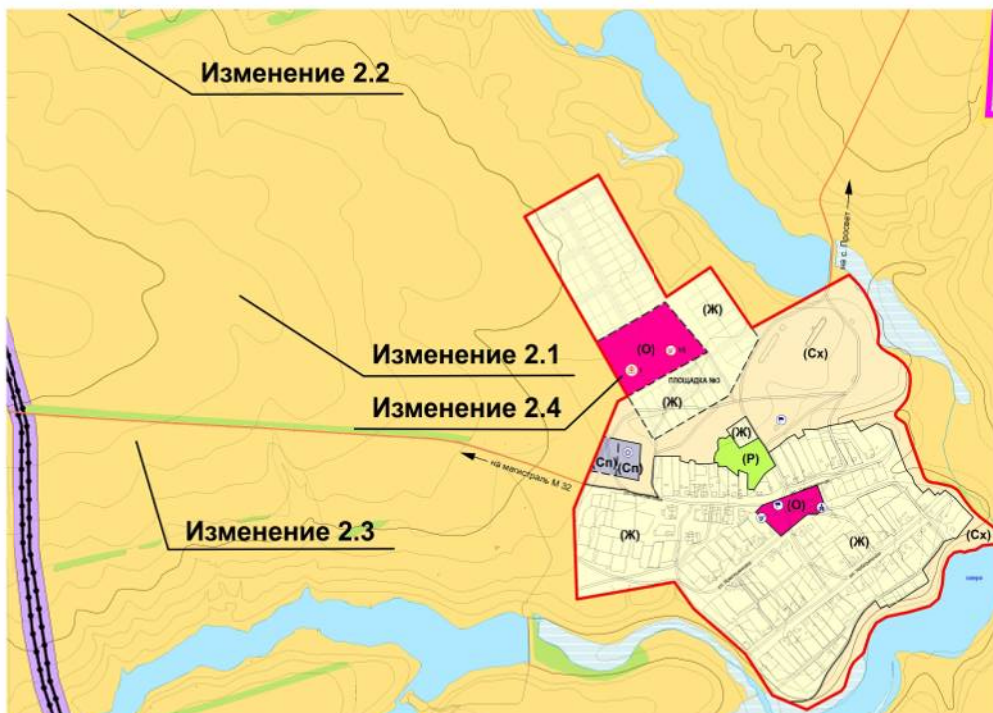 Изменение 2.2
на с. Просвет
(Ж)
Изменение 2.1
(О)
(Сх)
ПЛОЩАДКА №3
Изменение 2.4
(Ж)
(Ж)
(Р)
(Сп)
(Сп)
на магистраль М 32
(О)
Изменение 2.3
(Ж)
(Ж)
(Сх)
озеро